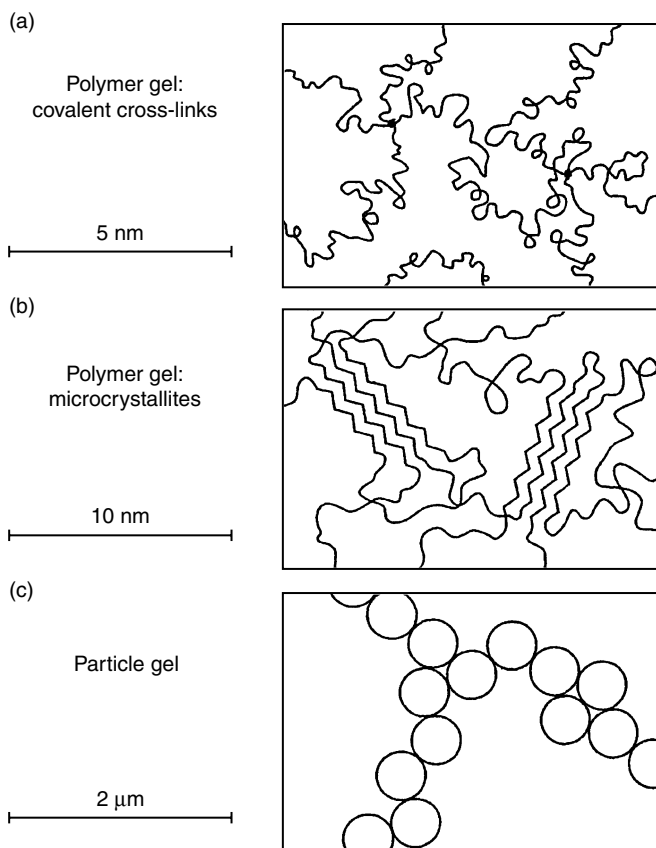 (a)
Polymer gel:
covalent cross-links
5 nm
(b)
Polymer gel:
microcrystallites
10 nm
(c)
Particle gel
2 μm